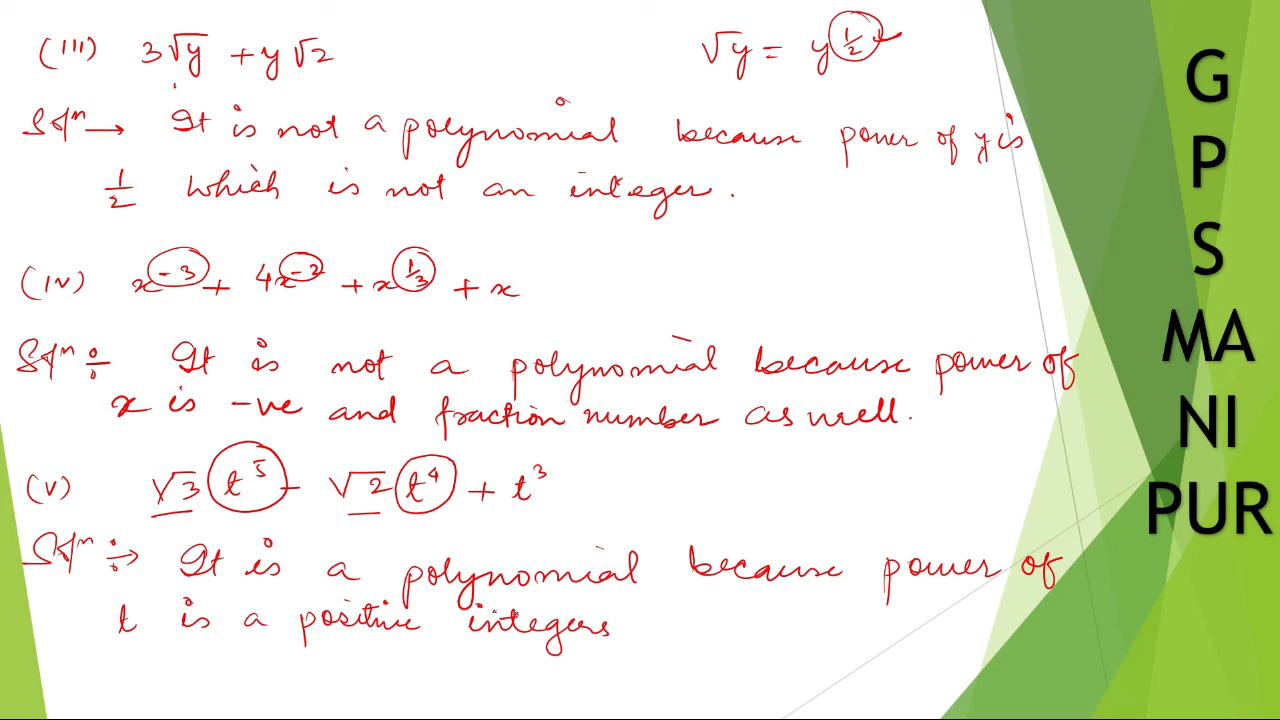 (III) 3√y + y√2
√y = y^1/2
Solⁿ → It is not a polynomial because power of y is
1/2 which is not an integer.
(IV) x^-3 + 4x^-2 + x^1/3 + x
Solⁿ ÷ It is not a polynomial because power of
x is -ve and fraction number as well.
(V) √3 t^5 - √2 t^4 + t^3
Solⁿ ÷→ It is a polynomial because power of
t is a positive integers
G
P
S
MA
NI
PUR